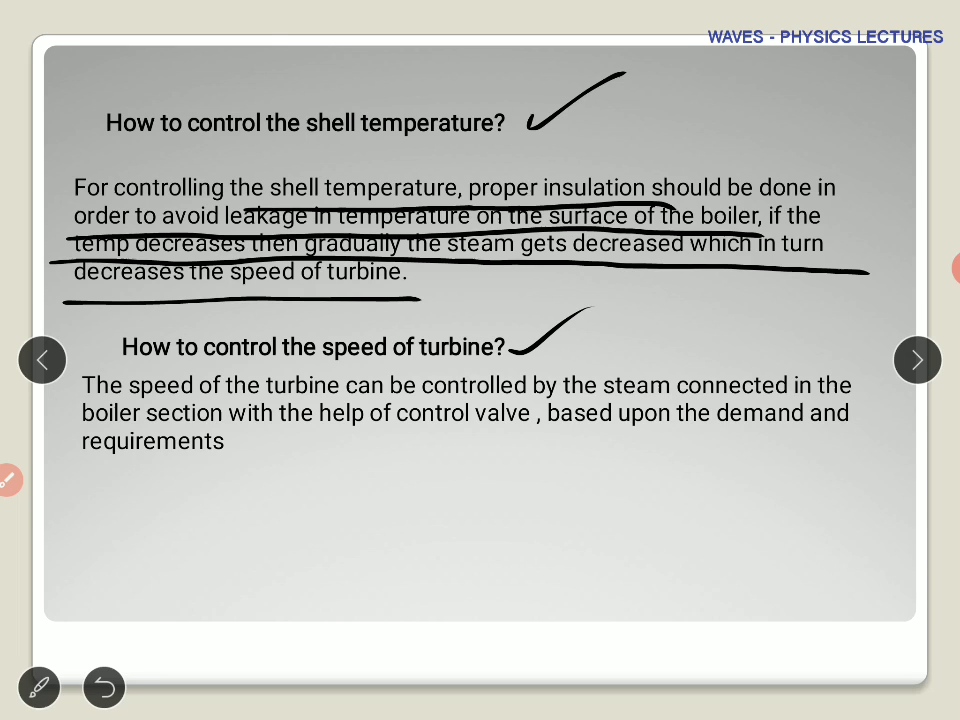 WAVES - PHYSICS LECTURES
How to control the shell temperature?
For controlling the shell temperature, proper insulation should be done in
order to avoid leakage in temperature on the surface of the boiler, if the
temp decreases then gradually the steam gets decreased which in turn
decreases the speed of turbine.
How to control the speed of turbine?
The speed of the turbine can be controlled by the steam connected in the
boiler section with the help of control valve , based upon the demand and
requirements